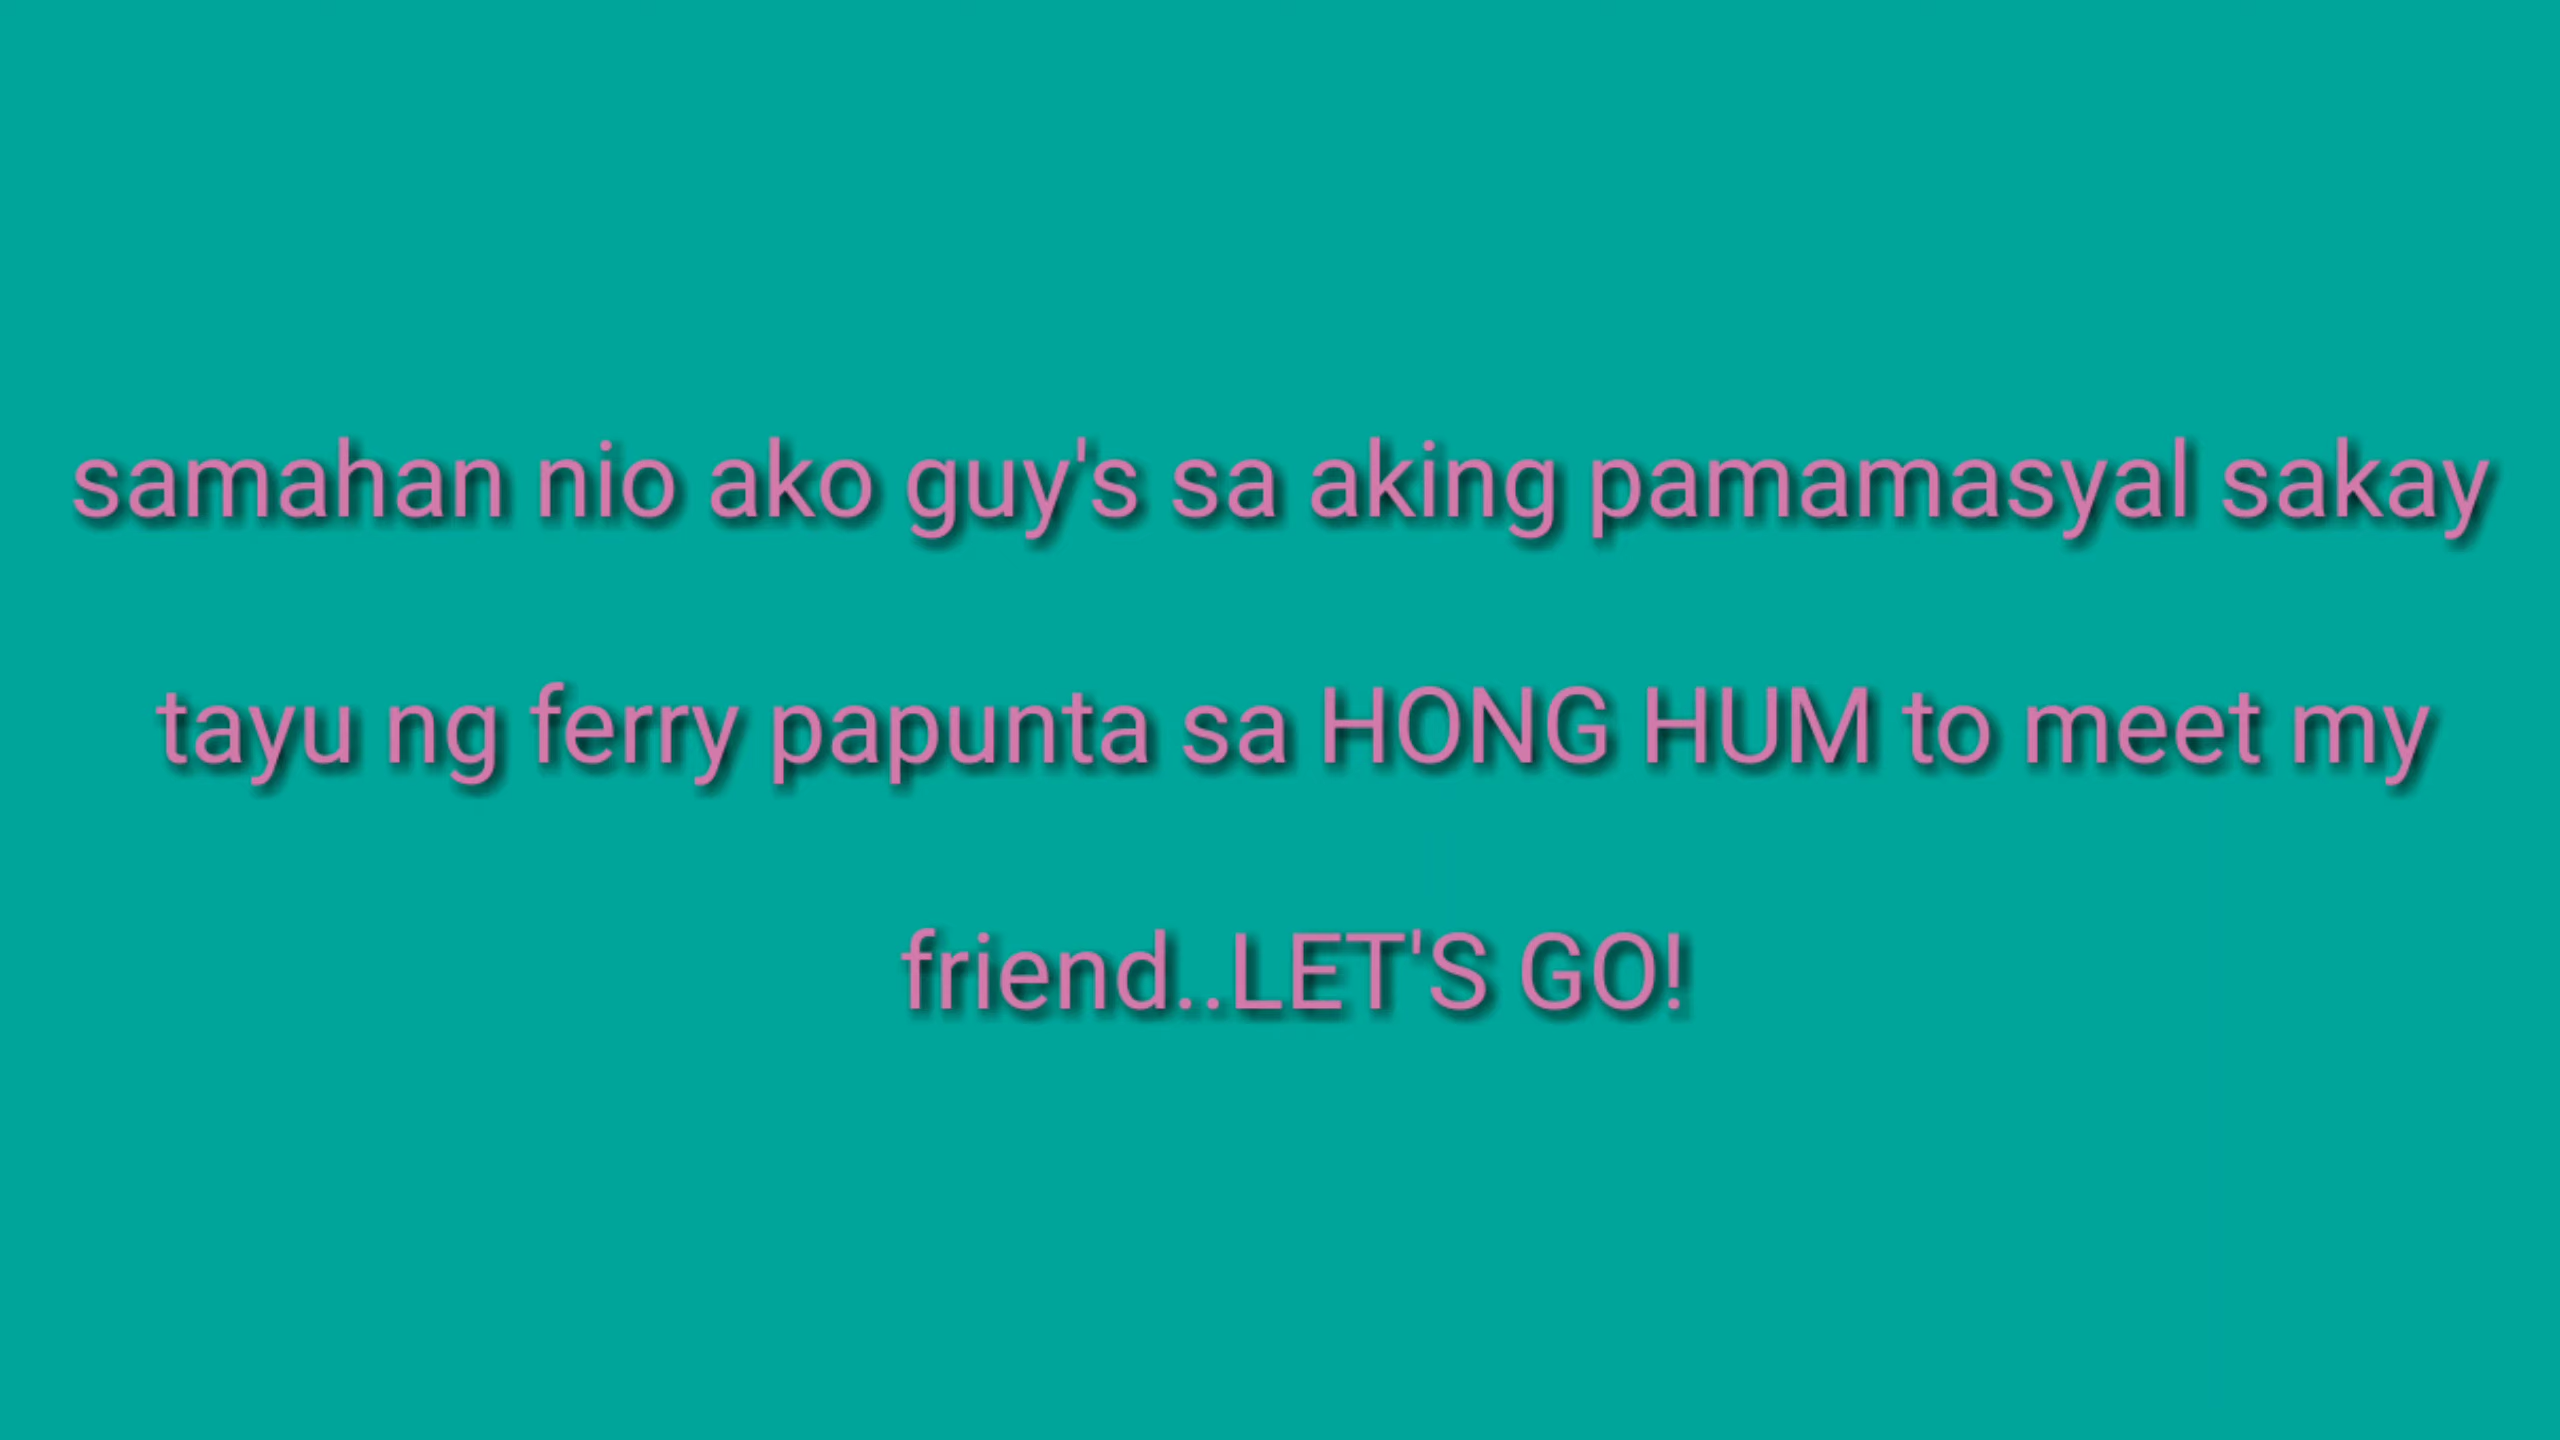 samahan nio ako guy's sa aking pamamasyal sakay
tayu ng ferry papunta sa HONG HUM to meet my
friend..LET'S GO!